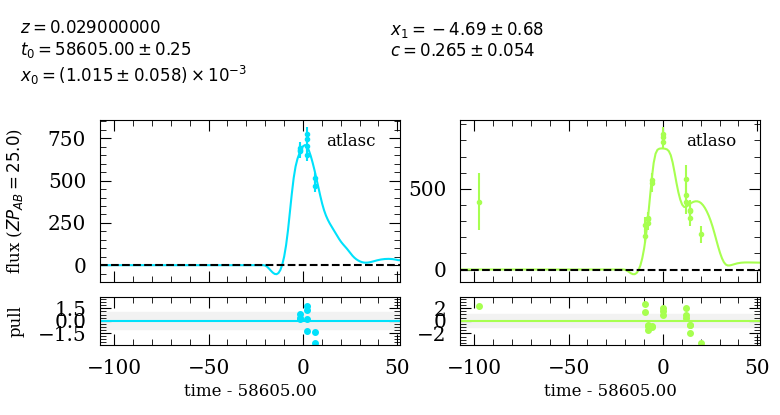 z = 0.029000000
t₀ = 58605.00 ± 0.25
x₀ = (1.015 ± 0.058) × 10⁻³
x₁ = −4.69 ± 0.68
c = 0.265 ± 0.054
flux (ZP_AB = 25.0)
750
500
250
0
atlasc
500
0
atlaso
pull
1.5
0.0
−1.5
2
0
−2
−100 −50 0 50
−100 −50 0 50
time - 58605.00
time - 58605.00